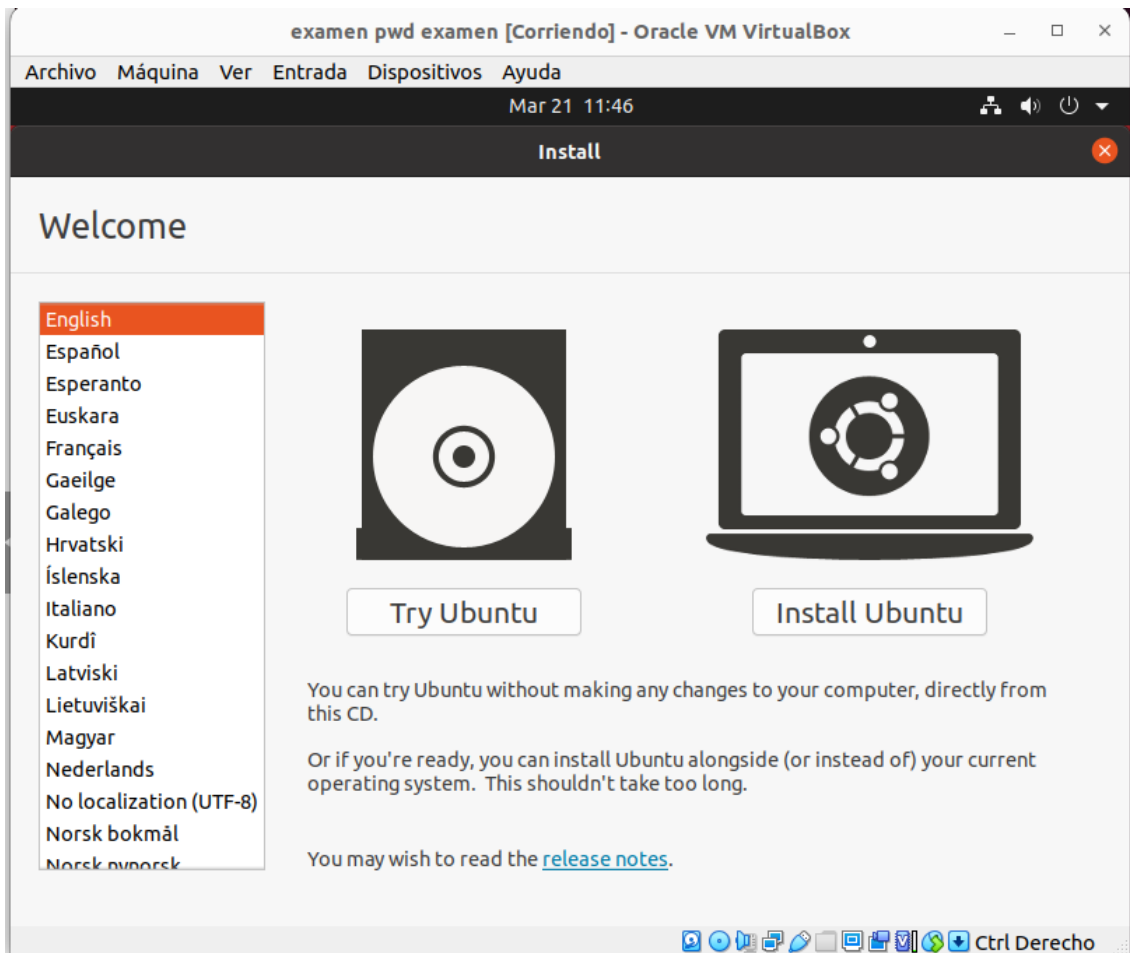 examen pwd examen [Corriendo] - Oracle VM VirtualBox
Archivo Máquina Ver Entrada Dispositivos Ayuda
Mar 21 11:46
Install
Welcome
English
Español
Esperanto
Euskara
Français
Gaeilge
Galego
Hrvatski
Íslenska
Italiano
Kurdî
Latviski
Lietuviškai
Magyar
Nederlands
No localization (UTF-8)
Norsk bokmål
Norsk nynorsk
Try Ubuntu
Install Ubuntu
You can try Ubuntu without making any changes to your computer, directly from
this CD.
Or if you're ready, you can install Ubuntu alongside (or instead of) your current
operating system. This shouldn't take too long.
You may wish to read the release notes.
Ctrl Derecho